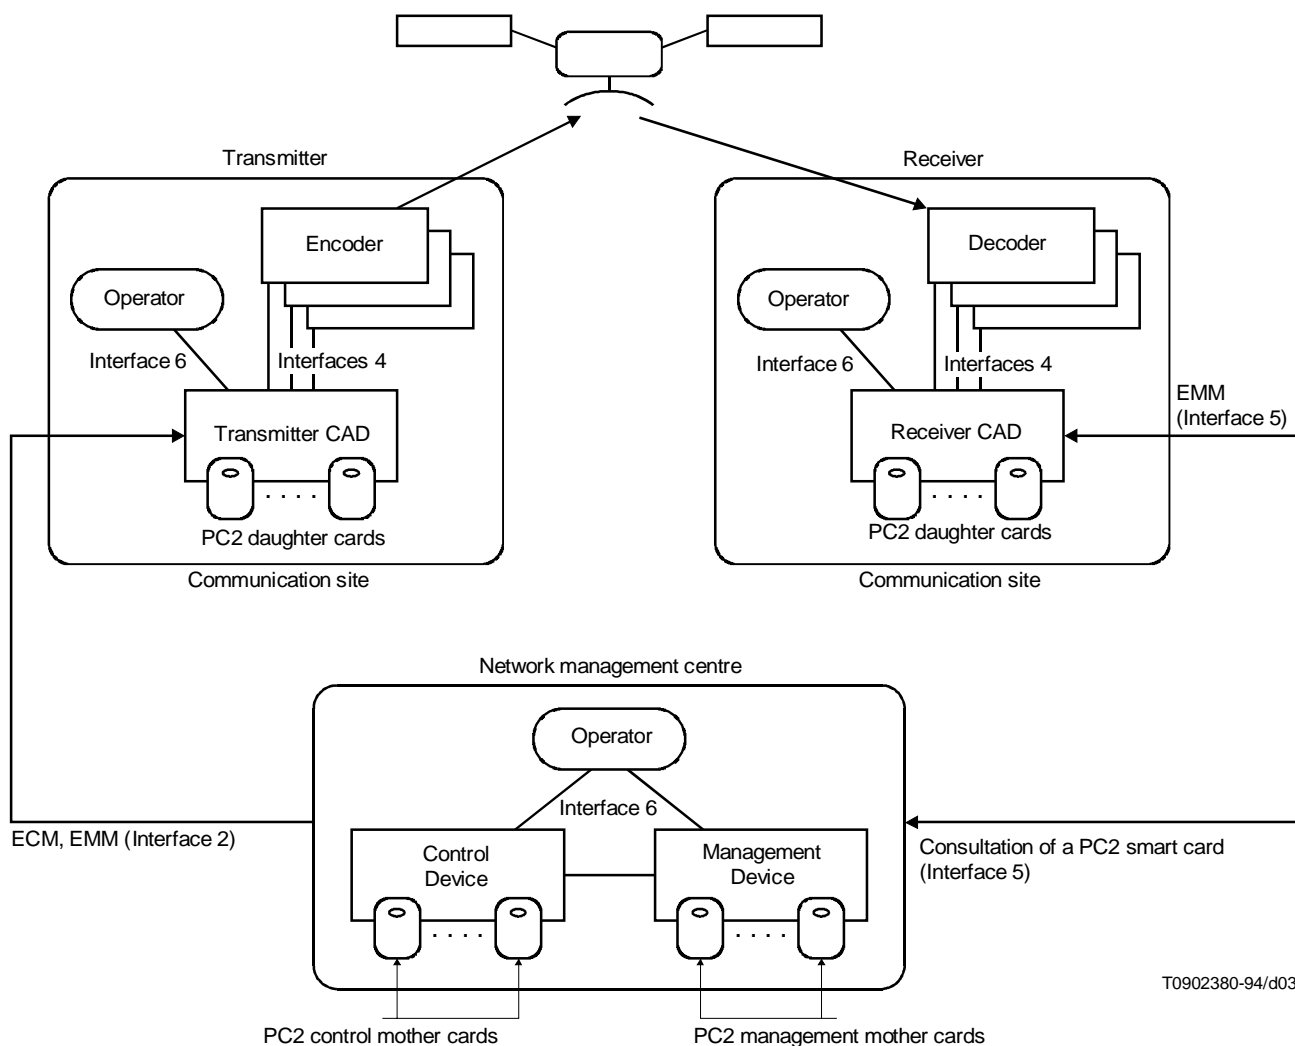 Transmitter
Receiver
Encoder
Decoder
Operator
Operator
Interface 6
Interfaces 4
Interface 6
Interfaces 4
EMM
(Interface 5)
Transmitter CAD
Receiver CAD
. . . .
. . . .
PC2 daughter cards
PC2 daughter cards
Communication site
Communication site
Network management centre
Operator
Interface 6
ECM, EMM (Interface 2)
Control
Device
Management
Device
Consultation of a PC2 smart card
(Interface 5)
. . . .
. . . .
T0902380-94/d03
PC2 control mother cards
PC2 management mother cards